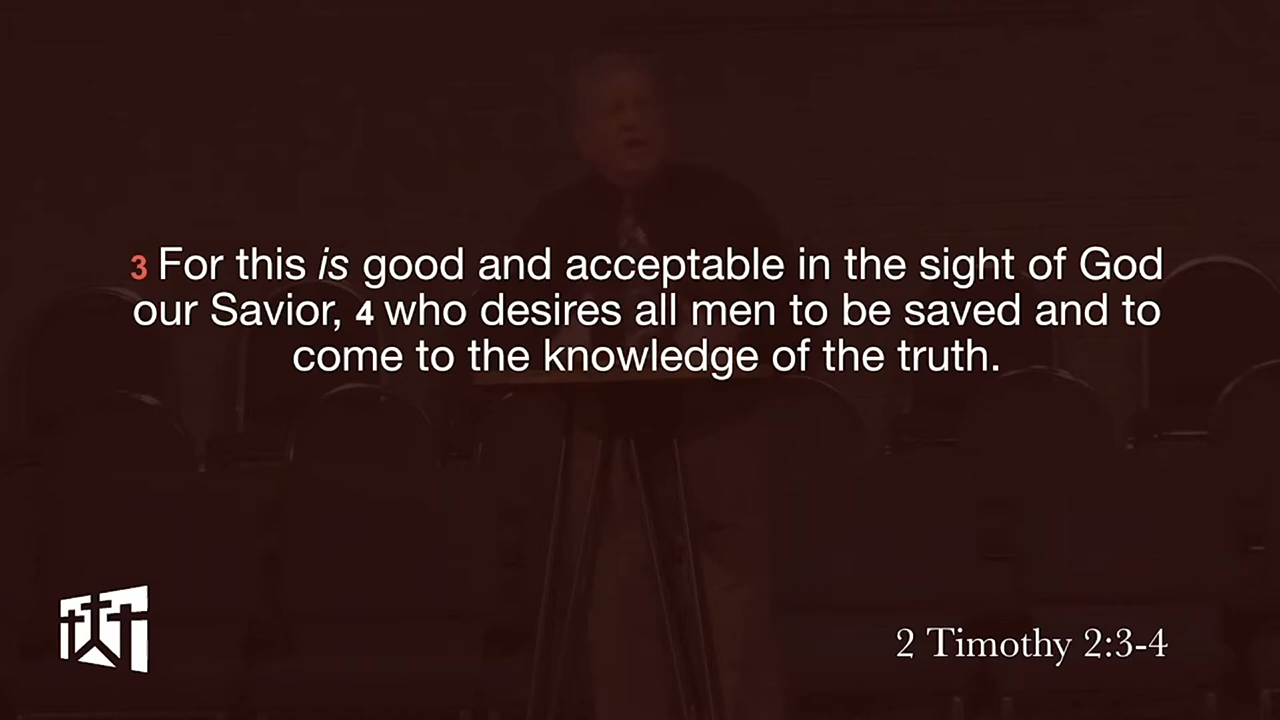 3 For this is good and acceptable in the sight of God
our Savior, 4 who desires all men to be saved and to
come to the knowledge of the truth.
2 Timothy 2:3-4